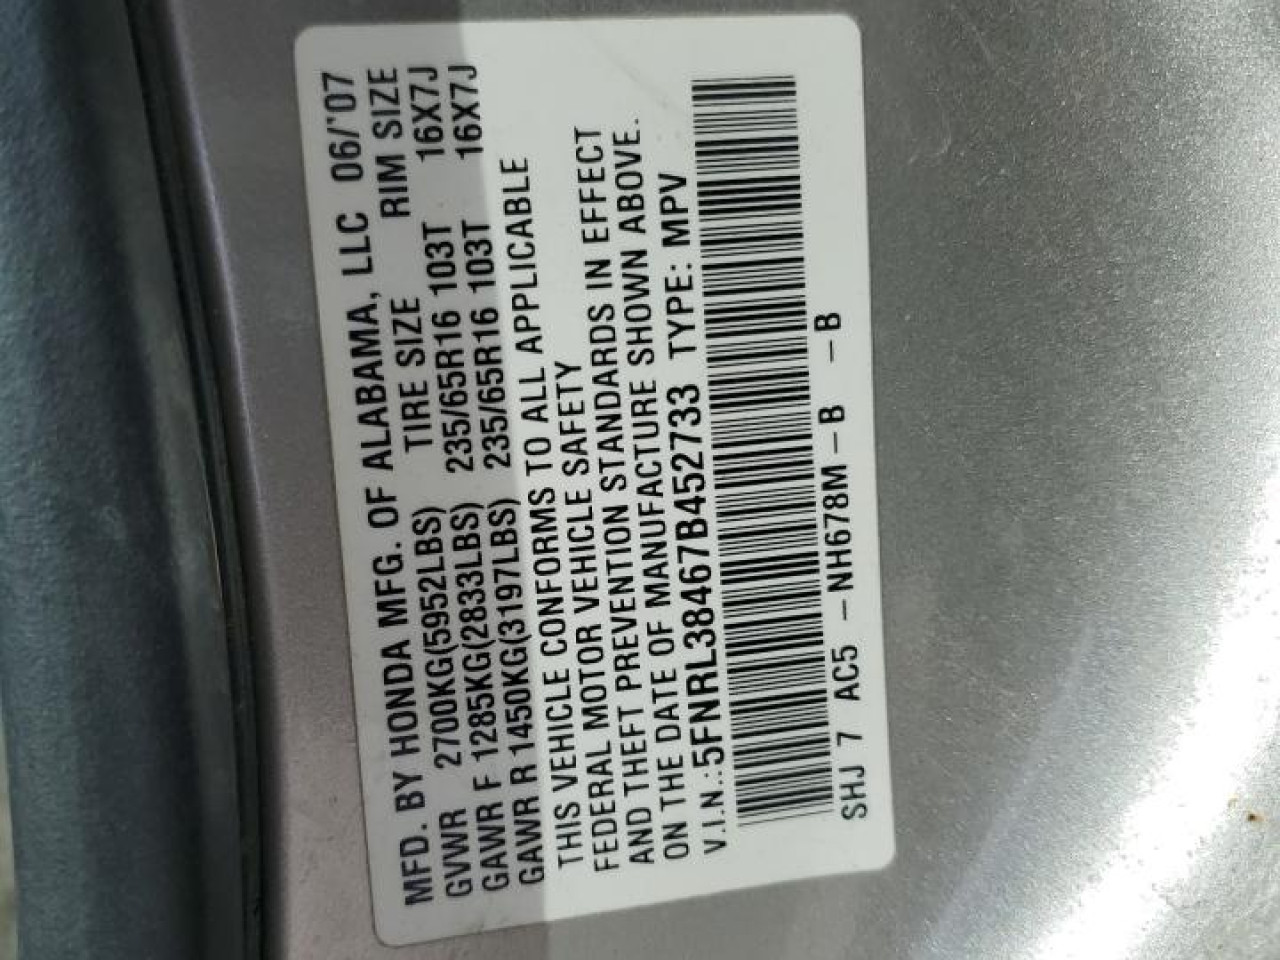 MFD. BY HONDA MFG. OF ALABAMA, LLC 06/'07
TIRE SIZE RIM SIZE
GVWR 2700KG(5952LBS) 235/65R16 103T 16X7J
GAWR F 1285KG(2833LBS) 235/65R16 103T 16X7J
GAWR R 1450KG(3197LBS)
THIS VEHICLE CONFORMS TO ALL APPLICABLE
FEDERAL MOTOR VEHICLE SAFETY
AND THEFT PREVENTION STANDARDS IN EFFECT
ON THE DATE OF MANUFACTURE SHOWN ABOVE.
V.I.N.:5FNRL38467B452733 TYPE: MPV
SHJ 7 AC5 -NH678M-B -B